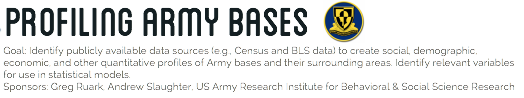 PROFILING ARMY BASES
Goal: Identify publicly available data sources (e.g., Census and BLS data) to create social, demographic,
economic, and other quantitative profiles of Army bases and their surrounding areas. Identify relevant variables
for use in statistical models.
Sponsors: Greg Ruark, Andrew Slaughter, US Army Research Institute for Behavioral & Social Science Research